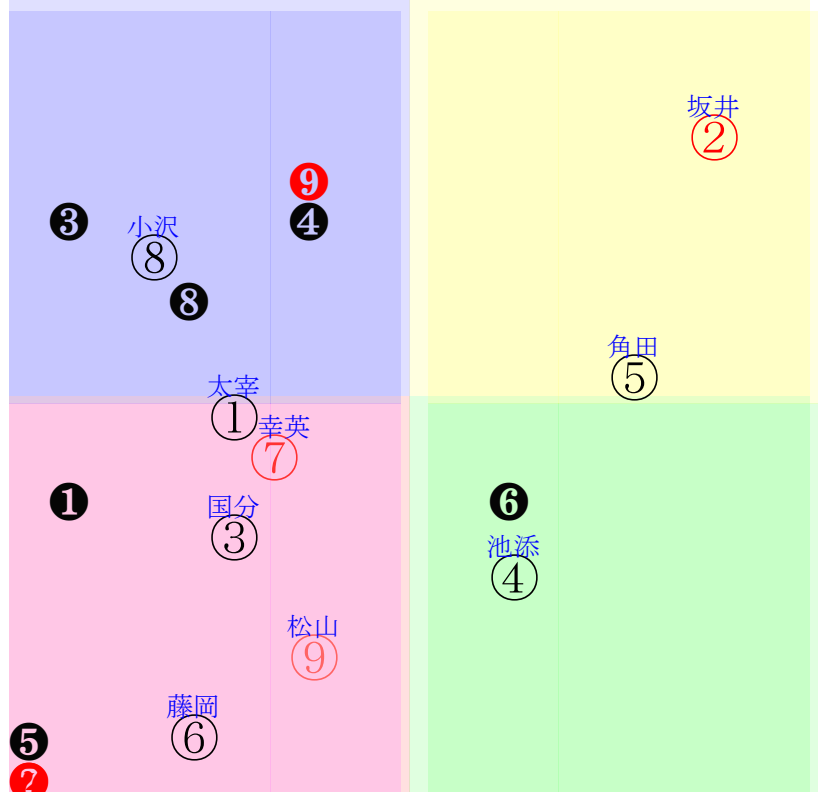 坂井
②
❾
❸
❹
小沢
⑧
❽
角田
⑤
太宰
①
幸英
⑦
❶
❻
国分
③
池添
④
松山
⑨
藤岡
⑥
❺
?